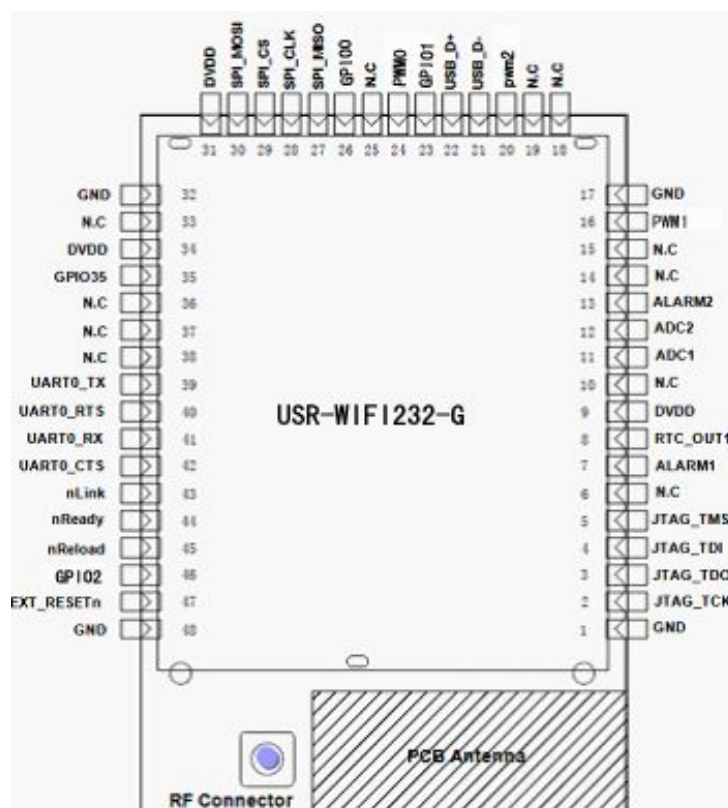 DVDD SPI_MOSI SPI_CS SPI_CLK SPI_MISO GPIO0 N.C PWM0 GPIO1 USB_D+ USB_D- pwm2 N.C N.C
31 30 29 28 27 26 25 24 23 22 21 20 19 18
GND 32 17 GND
N.C 33 16 PWM1
DVDD 34 15 N.C
GPIO35 35 14 N.C
N.C 36 13 ALARM2
N.C 37 12 ADC2
N.C 38 11 ADC1
UART0_TX 39 10 N.C
UART0_RTS 40 USR-WIFI232-G 9 DVDD
UART0_RX 41 8 RTC_OUT1
UART0_CTS 42 7 ALARM1
nLink 43 6 N.C
nReady 44 5 JTAG_TMS
nReload 45 4 JTAG_TDI
GPIO2 46 3 JTAG_TDO
EXT_RESETn 47 2 JTAG_TCK
GND 48 1 GND
PCB Antenna
RF Connector